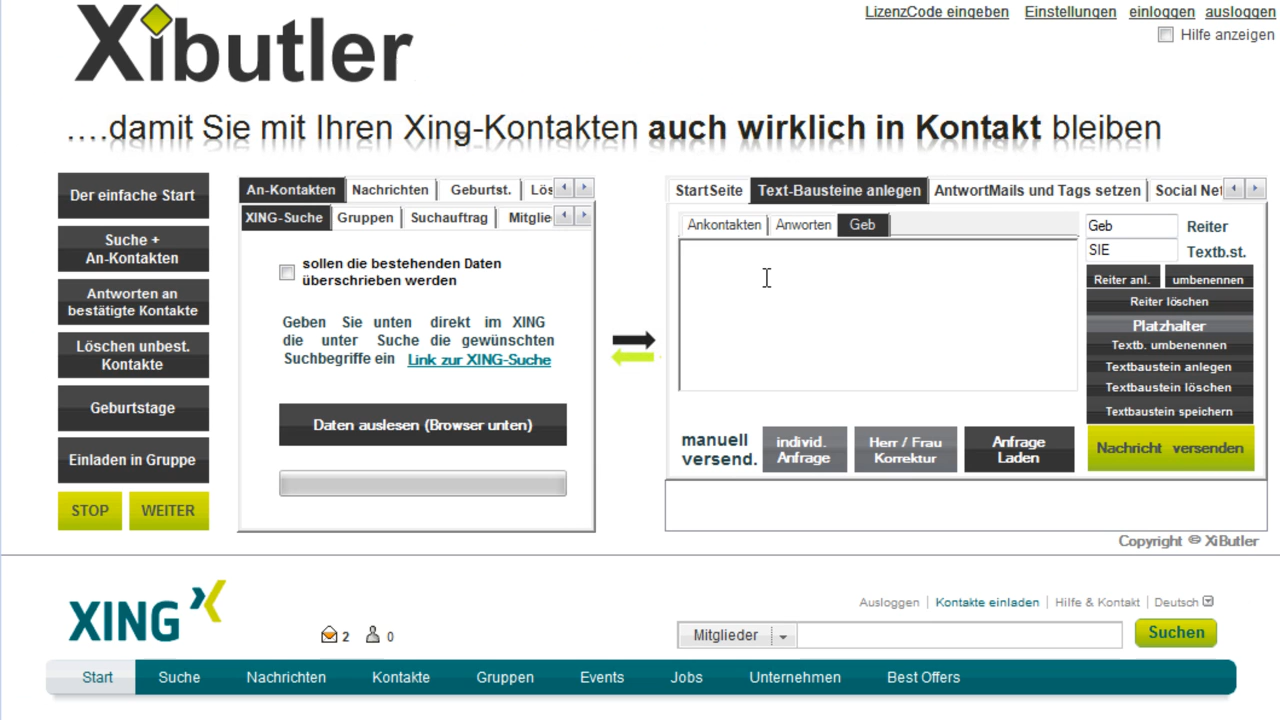 LizenzCode eingeben Einstellungen einloggen ausloggen
Hilfe anzeigen
Xibutler
....damit Sie mit Ihren Xing-Kontakten auch wirklich in Kontakt bleiben
Der einfache Start
Suche +
An-Kontakten
Antworten an
bestätigte Kontakte
Löschen unbest.
Kontakte
Geburtstage
Einladen in Gruppe
STOP WEITER
An-Kontakten Nachrichten Geburtst. Lös
XING-Suche Gruppen Suchauftrag Mitglie
sollen die bestehenden Daten
überschrieben werden
Geben Sie unten direkt im XING
die unter Suche die gewünschten
Suchbegriffe ein Link zur XING-Suche
Daten auslesen (Browser unten)
StartSeite Text-Bausteine anlegen AntwortMails und Tags setzen Social Net
Ankontakten Anworten Geb
Geb Reiter
SIE Textb.st.
Reiter anl. umbenennen
Reiter löschen
Platzhalter
Textb. umbenennen
Textbaustein anlegen
Textbaustein löschen
Textbaustein speichern
manuell
versend.
individ.
Anfrage
Herr / Frau
Korrektur
Anfrage
Laden
Nachricht versenden
Copyright © XiButler
XING
2 0
Ausloggen | Kontakte einladen | Hilfe & Kontakt | Deutsch
Mitglieder Suchen
Start Suche Nachrichten Kontakte Gruppen Events Jobs Unternehmen Best Offers